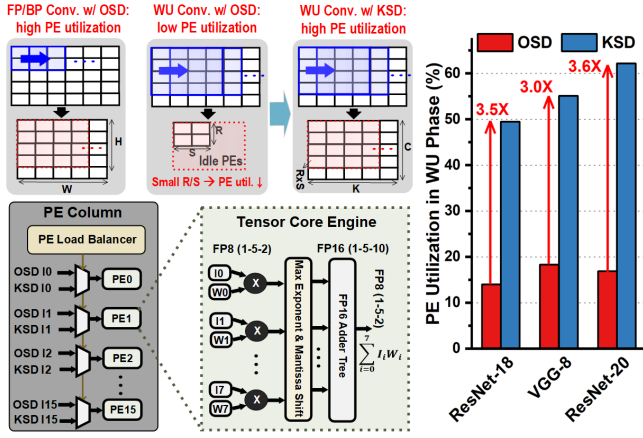 FP/BP Conv. w/ OSD:
high PE utilization
WU Conv. w/ OSD:
low PE utilization
WU Conv. w/ KSD:
high PE utilization
H
W
R
S
Idle PEs
Small R/S → PE util. ↓
C
RxS
K
PE Column
PE Load Balancer
OSD I0
KSD I0
PE0
OSD I1
KSD I1
PE1
OSD I2
KSD I2
PE2
OSD I15
KSD I15
PE15
Tensor Core Engine
FP8 (1-5-2)
FP16 (1-5-10)
I0
W0
X
I1
W1
X
I7
W7
X
Max Exponent & Mantissa Shift
FP16 Adder Tree
FP8 (1-5-2)
7
∑ IᵢWᵢ
i=0
PE Utilization in WU Phase (%)
OSD
KSD
70
60
50
40
30
20
10
0
3.5X
3.0X
3.6X
ResNet-18
VGG-8
ResNet-20